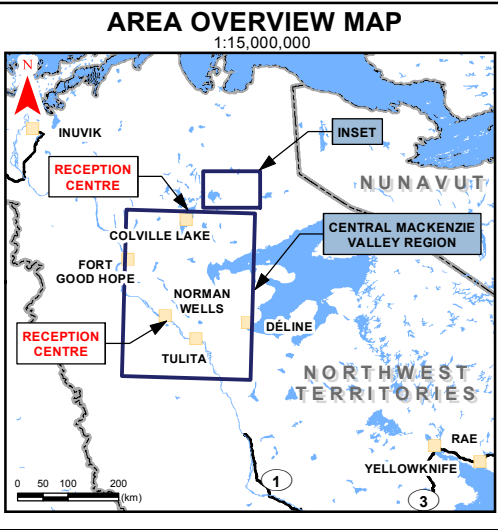 AREA OVERVIEW MAP
1:15,000,000
N
INUVIK
INSET
RECEPTION
CENTRE
NUNAVUT
COLVILLE LAKE
CENTRAL MACKENZIE
VALLEY REGION
FORT
GOOD HOPE
NORMAN
WELLS
DÉLINE
RECEPTION
CENTRE
TULITA
NORTHWEST
TERRITORIES
RAE
YELLOWKNIFE
1
3
0 50 100 200
(km)